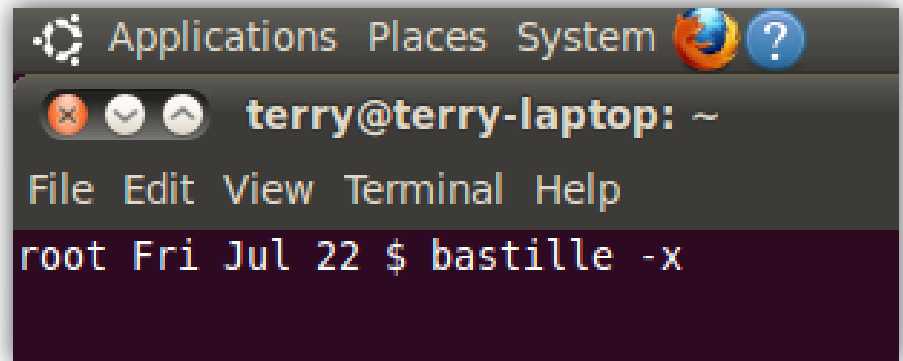 Applications Places System ?
terry@terry-laptop: ~
File Edit View Terminal Help
root Fri Jul 22 $ bastille -x